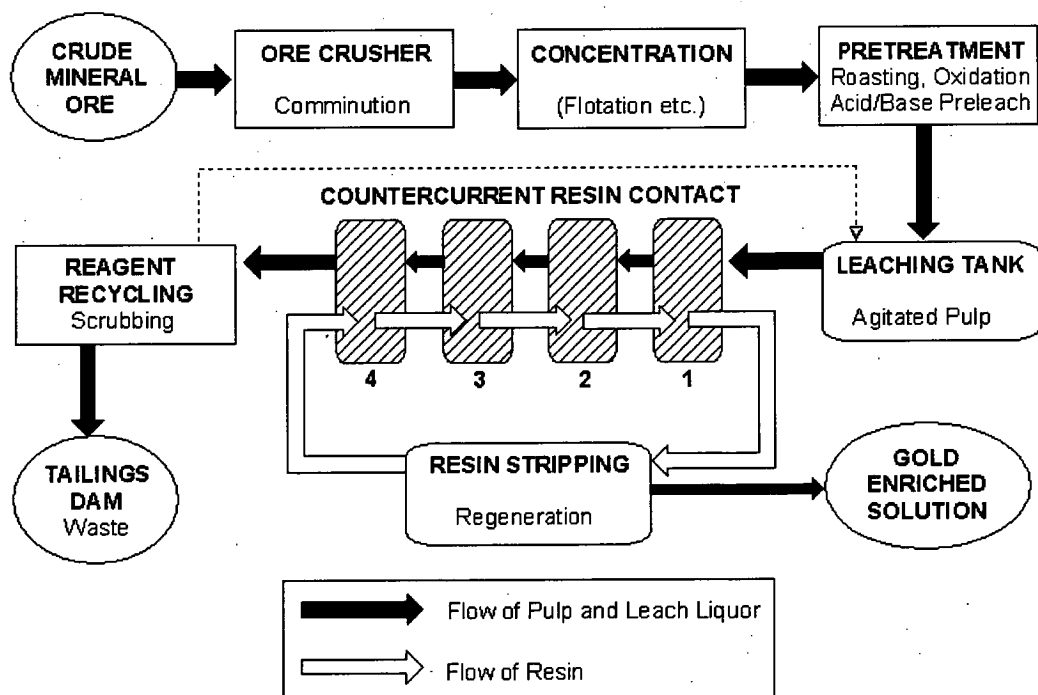 CRUDE
MINERAL
ORE
ORE CRUSHER
Comminution
CONCENTRATION
(Flotation etc.)
PRETREATMENT
Roasting, Oxidation
Acid/Base Preleach
COUNTERCURRENT RESIN CONTACT
REAGENT
RECYCLING
Scrubbing
LEACHING TANK
Agitated Pulp
4
3
2
1
TAILINGS
DAM
Waste
RESIN STRIPPING
Regeneration
GOLD
ENRICHED
SOLUTION
Flow of Pulp and Leach Liquor
Flow of Resin